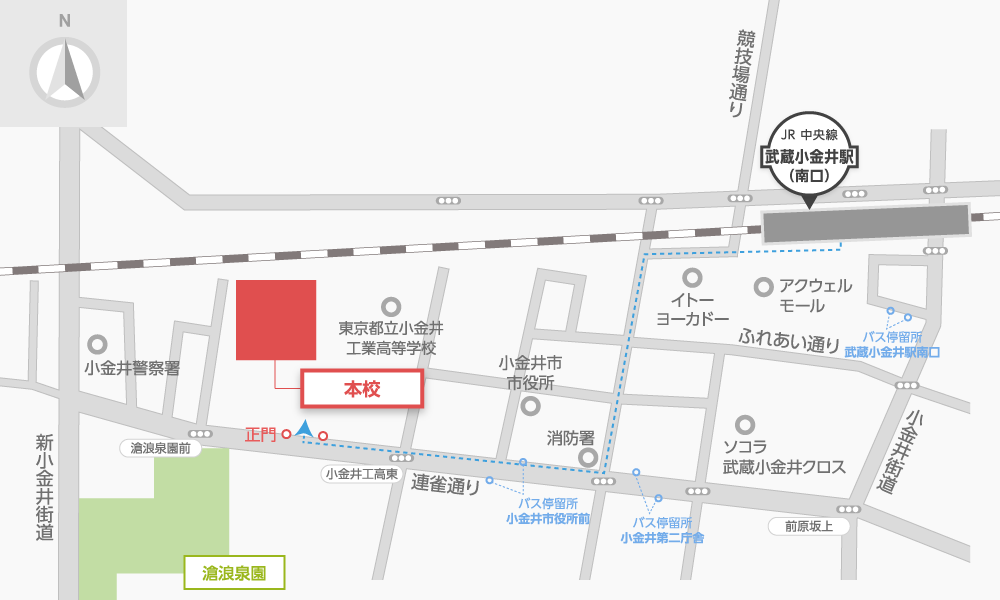 N
競技場通り
JR 中央線
武蔵小金井駅
（南口）
イトー
ヨーカドー
アクウェル
モール
東京都立小金井
工業高等学校
ふれあい通り
バス停留所
武蔵小金井駅南口
小金井警察署
小金井市
市役所
本校
小金井街道
消防署
ソコラ
武蔵小金井クロス
正門
新小金井街道
滄浪泉園前
小金井工高東
連雀通り
バス停留所
小金井市役所前
バス停留所
小金井第二庁舎
前原坂上
滄浪泉園